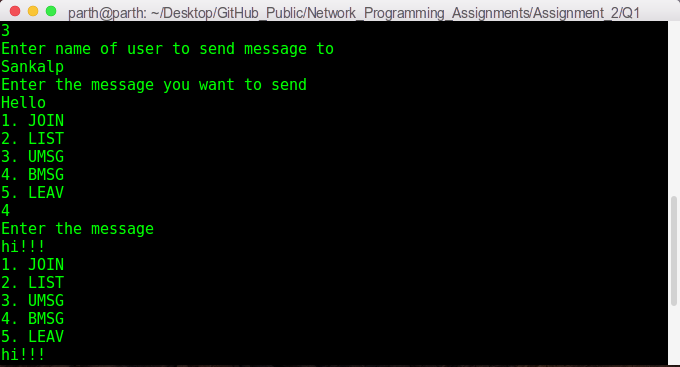 parth@parth: ~/Desktop/GitHub_Public/Network_Programming_Assignments/Assignment_2/Q1
3
Enter name of user to send message to
Sankalp
Enter the message you want to send
Hello
1. JOIN
2. LIST
3. UMSG
4. BMSG
5. LEAV
4
Enter the message
hi!!!
1. JOIN
2. LIST
3. UMSG
4. BMSG
5. LEAV
hi!!!